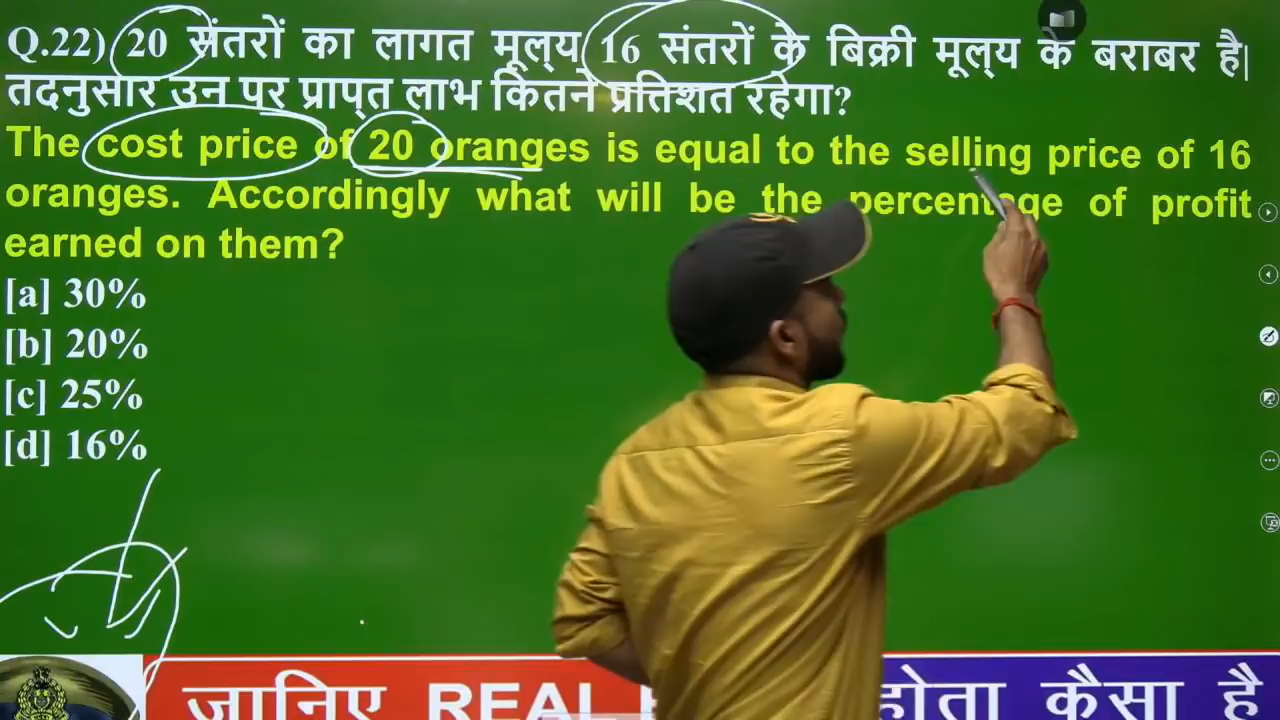 Q.22) 20 संतरों का लागत मूल्य 16 संतरों के बिक्री मूल्य के बराबर है|
तदनुसार उन पर प्राप्त लाभ कितने प्रतिशत रहेगा?
The cost price of 20 oranges is equal to the selling price of 16
oranges. Accordingly what will be the percentage of profit
earned on them?
[a] 30%
[b] 20%
[c] 25%
[d] 16%
जानिए REAL होता कैसा है